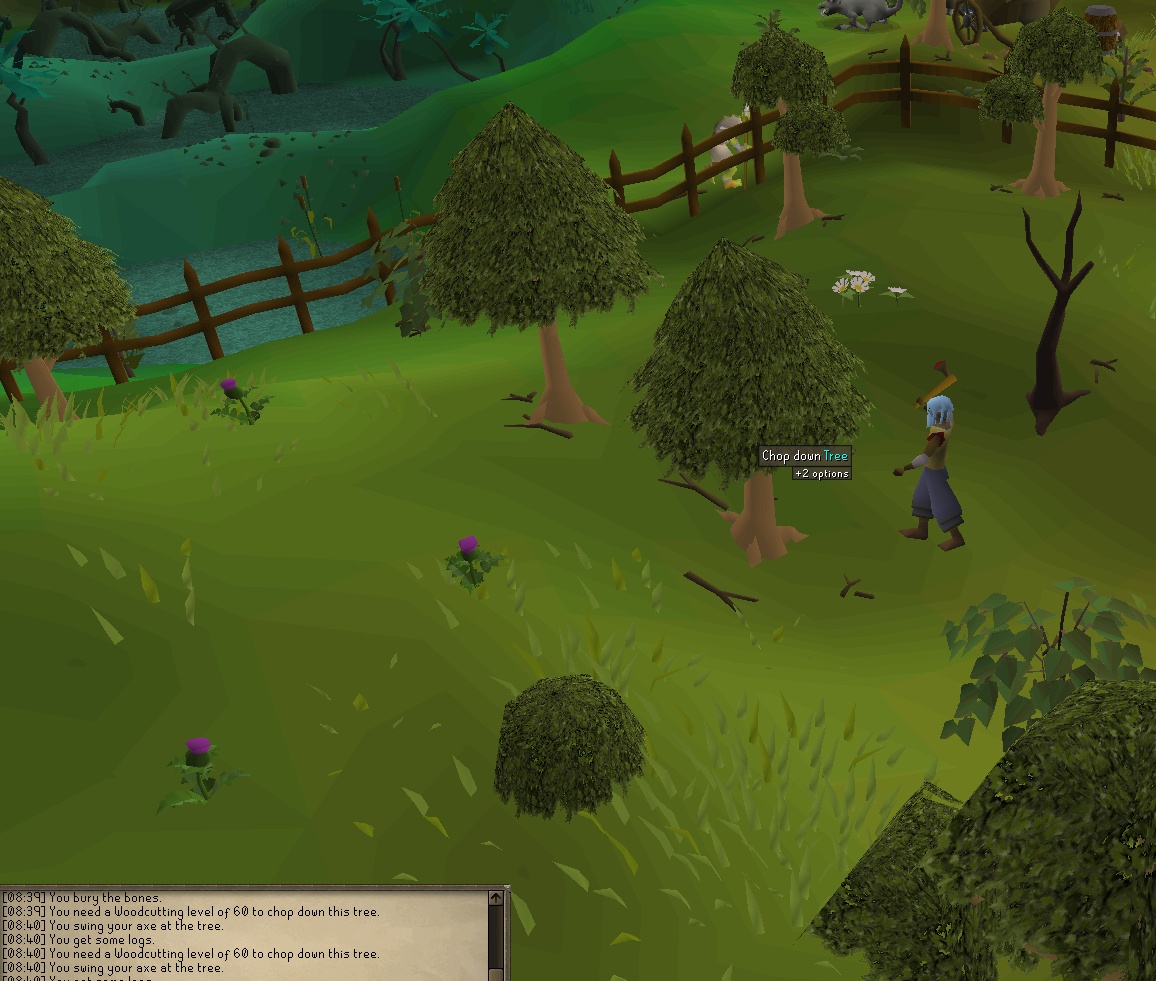 Chop down Tree
+2 options
[08:39] You bury the bones.
[08:39] You need a Woodcutting level of 60 to chop down this tree.
[08:40] You swing your axe at the tree.
[08:40] You get some logs.
[08:40] You need a Woodcutting level of 60 to chop down this tree.
[08:40] You swing your axe at the tree.